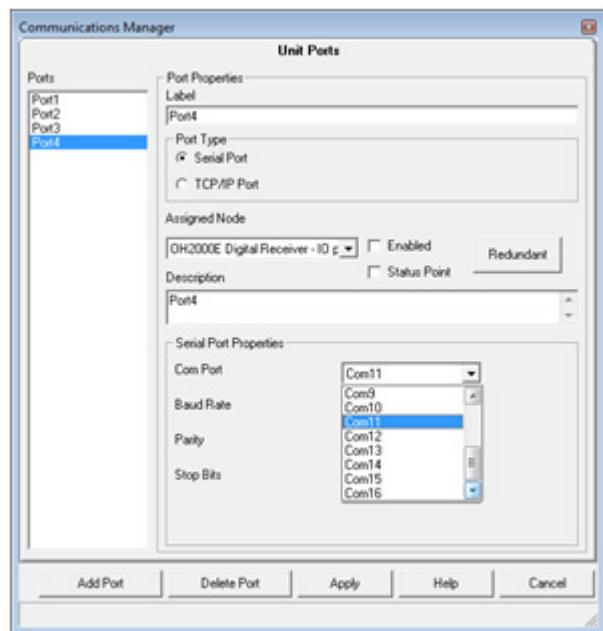 Communications Manager
Unit Ports
Ports
Port1
Port2
Port3
Port4
Port Properties
Label
Port4
Port Type
Serial Port
TCP/IP Port
Assigned Node
OH2000E Digital Receiver - IO p
Enabled
Status Point
Redundant
Description
Port4
Serial Port Properties
Com Port
Com11
Com9
Com10
Com11
Com12
Com13
Com14
Com15
Com16
Baud Rate
Parity
Stop Bits
Add Port
Delete Port
Apply
Help
Cancel